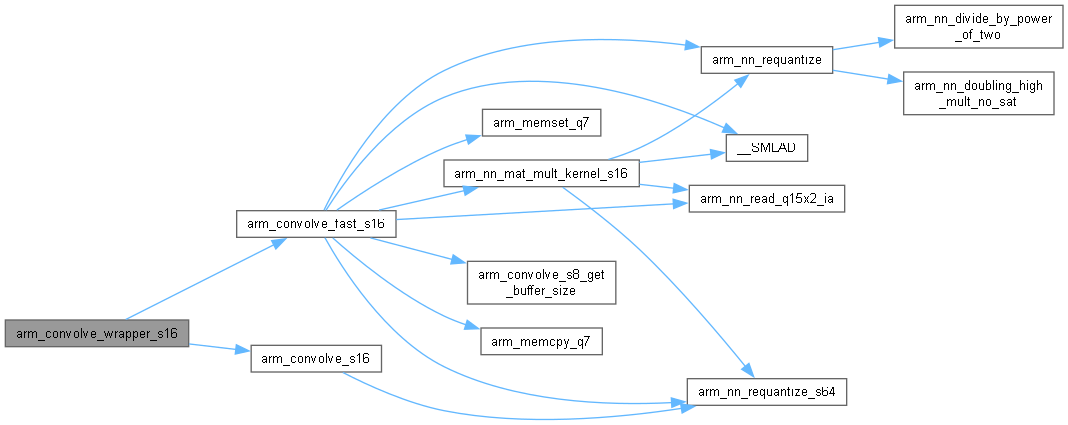 arm_nn_divide_by_power
_of_two
arm_nn_requantize
arm_nn_doubling_high
_mult_no_sat
arm_memset_q7
__SMLAD
arm_nn_mat_mult_kernel_s16
arm_nn_read_q15x2_ia
arm_convolve_fast_s16
arm_convolve_s8_get
_buffer_size
arm_convolve_wrapper_s16
arm_memcpy_q7
arm_convolve_s16
arm_nn_requantize_s64